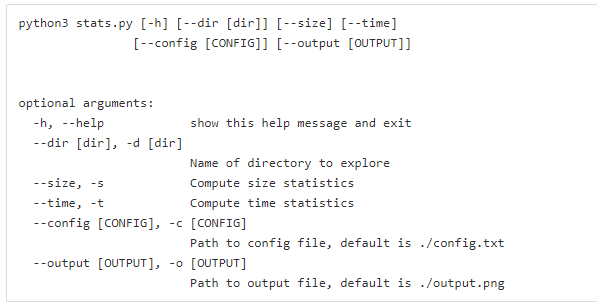 python3 stats.py [-h] [--dir [dir]] [--size] [--time]
                [--config [CONFIG]] [--output [OUTPUT]]
optional arguments:
  -h, --help            show this help message and exit
  --dir [dir], -d [dir]
                        Name of directory to explore
  --size, -s            Compute size statistics
  --time, -t            Compute time statistics
  --config [CONFIG], -c [CONFIG]
                        Path to config file, default is ./config.txt
  --output [OUTPUT], -o [OUTPUT]
                        Path to output file, default is ./output.png